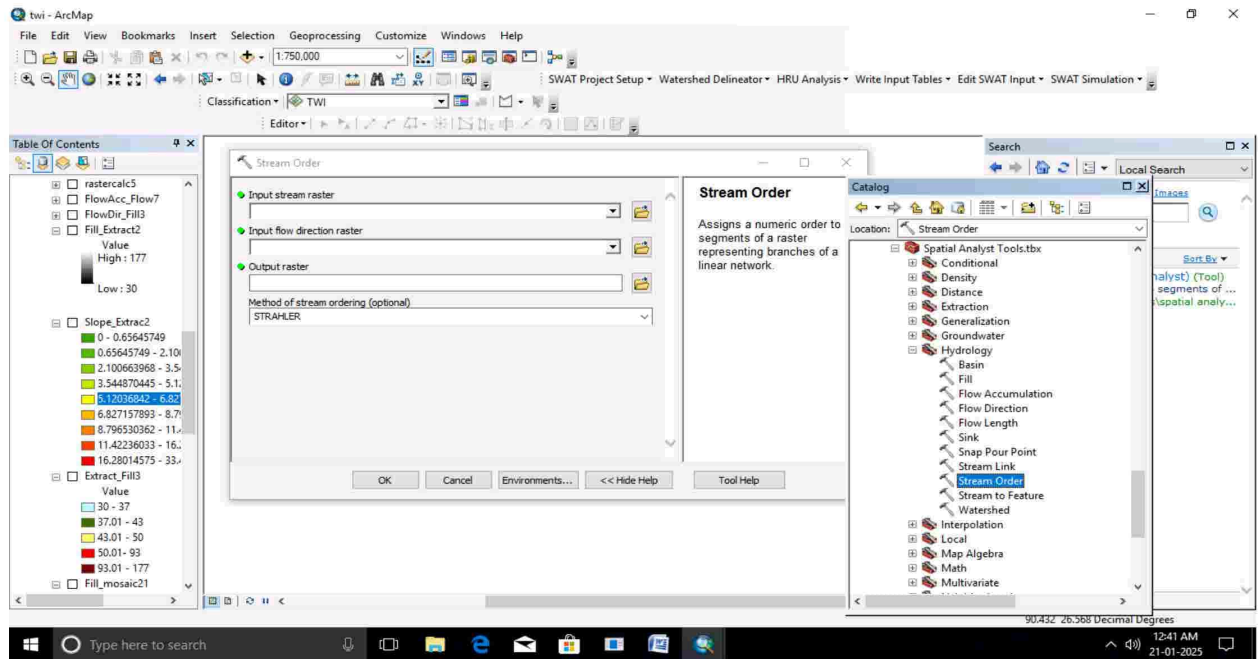 twi - ArcMap
File Edit View Bookmarks Insert Selection Geoprocessing Customize Windows Help
1:750,000
SWAT Project Setup Watershed Delineator HRU Analysis Write Input Tables Edit SWAT Input SWAT Simulation
Classification TWI
Editor
Table Of Contents
rastercalc5
FlowAcc_Flow7
FlowDir_Fill3
Fill_Extract2
Value
High : 177
Low : 30
Slope_Extrac2
0 - 0.65645749
0.65645749 - 2.10
2.100663968 - 3.5
3.544870445 - 5.1
5.12036842 - 6.82
6.827157893 - 8.7
8.796530362 - 11.
11.42236033 - 16.
16.28014575 - 33.
Extract_Fill3
Value
30 - 37
37.01 - 43
43.01 - 50
50.01- 93
93.01 - 177
Fill_mosaic21
Stream Order
Input stream raster
Input flow direction raster
Output raster
Method of stream ordering (optional)
STRAHLER
OK Cancel Environments... << Hide Help Tool Help
Stream Order
Assigns a numeric order to
segments of a raster
representing branches of a
linear network.
Search
Local Search
Images
Sort By
alyst) (Tool)
segments of ...
s\spatial analy...
Catalog
Location: Stream Order
Spatial Analyst Tools.tbx
Conditional
Density
Distance
Extraction
Generalization
Groundwater
Hydrology
Basin
Fill
Flow Accumulation
Flow Direction
Flow Length
Sink
Snap Pour Point
Stream Link
Stream Order
Stream to Feature
Watershed
Interpolation
Local
Map Algebra
Math
Multivariate
90.432 26.568 Decimal Degrees
Type here to search
12:41 AM
21-01-2025